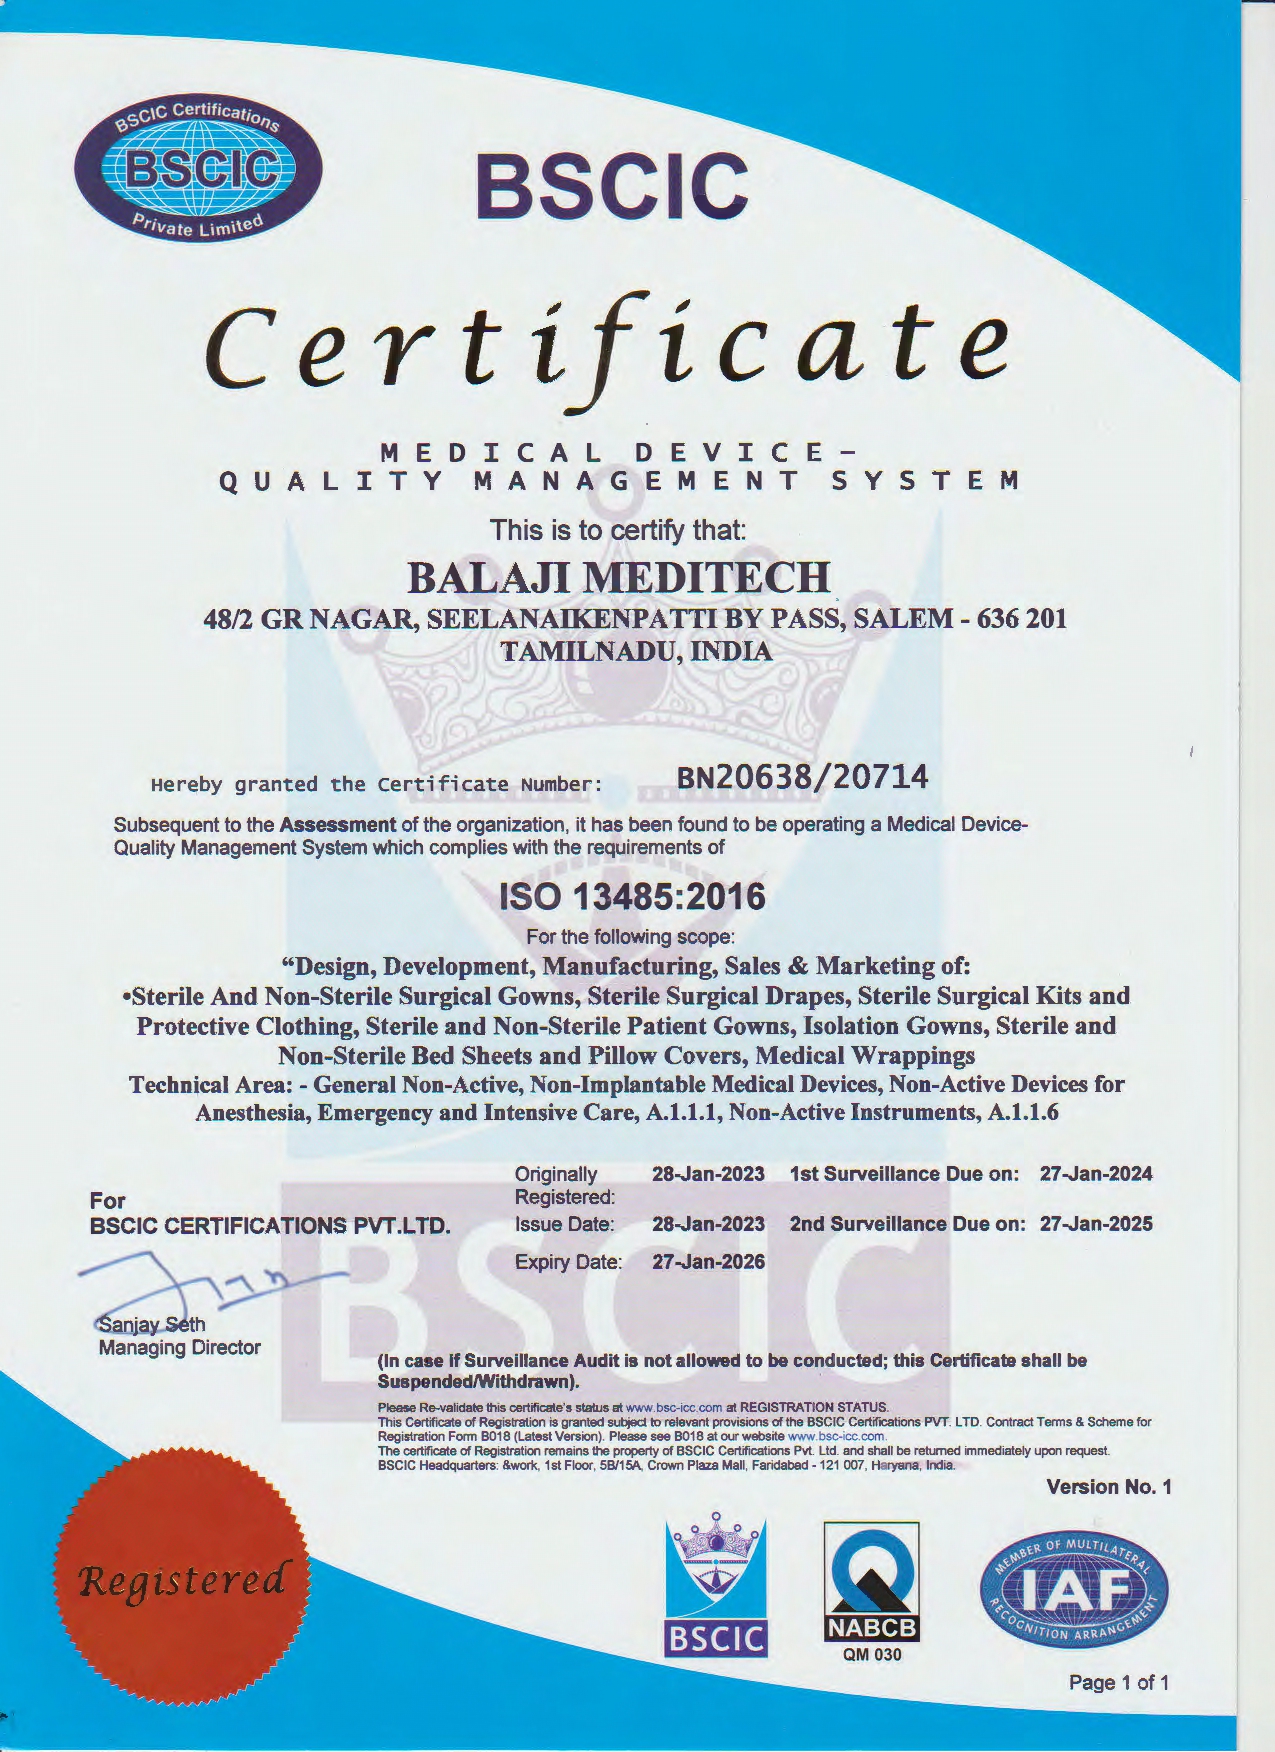 BSCIC Certifications
BSCIC
Private Limited
BSCIC
Certificate
MEDICAL DEVICE-
QUALITY MANAGEMENT SYSTEM
This is to certify that:
BALAJI MEDITECH
48/2 GR NAGAR, SEELANAIKENPATTI BY PASS, SALEM - 636 201
TAMILNADU, INDIA
Hereby granted the Certificate Number: BN20638/20714
Subsequent to the Assessment of the organization, it has been found to be operating a Medical Device-
Quality Management System which complies with the requirements of
ISO 13485:2016
For the following scope:
“Design, Development, Manufacturing, Sales & Marketing of:
•Sterile And Non-Sterile Surgical Gowns, Sterile Surgical Drapes, Sterile Surgical Kits and
Protective Clothing, Sterile and Non-Sterile Patient Gowns, Isolation Gowns, Sterile and
Non-Sterile Bed Sheets and Pillow Covers, Medical Wrappings
Technical Area: - General Non-Active, Non-Implantable Medical Devices, Non-Active Devices for
Anesthesia, Emergency and Intensive Care, A.1.1.1, Non-Active Instruments, A.1.1.6
Originally 28-Jan-2023 1st Surveillance Due on: 27-Jan-2024
Registered:
Issue Date: 28-Jan-2023 2nd Surveillance Due on: 27-Jan-2025
Expiry Date: 27-Jan-2026
For
BSCIC CERTIFICATIONS PVT.LTD.
Sanjay Seth
Managing Director
BSCIC
(In case if Surveillance Audit is not allowed to be conducted; this Certificate shall be
Suspended/Withdrawn).
Please Re-validate this certificate's status at www.bsc-icc.com at REGISTRATION STATUS.
This Certificate of Registration is granted subject to relevant provisions of the BSCIC Certifications PVT. LTD. Contract Terms & Scheme for
Registration Form B018 (Latest Version). Please see B018 at our website www.bsc-icc.com.
The certificate of Registration remains the property of BSCIC Certifications Pvt. Ltd. and shall be returned immediately upon request.
BSCIC Headquarters: &work, 1st Floor, 5B/15A, Crown Plaza Mall, Faridabad - 121 007, Haryana, India.
Version No. 1
Registered
BSCIC
NABCB
QM 030
MEMBER OF MULTILATERAL
IAF
RECOGNITION ARRANGEMENT
Page 1 of 1